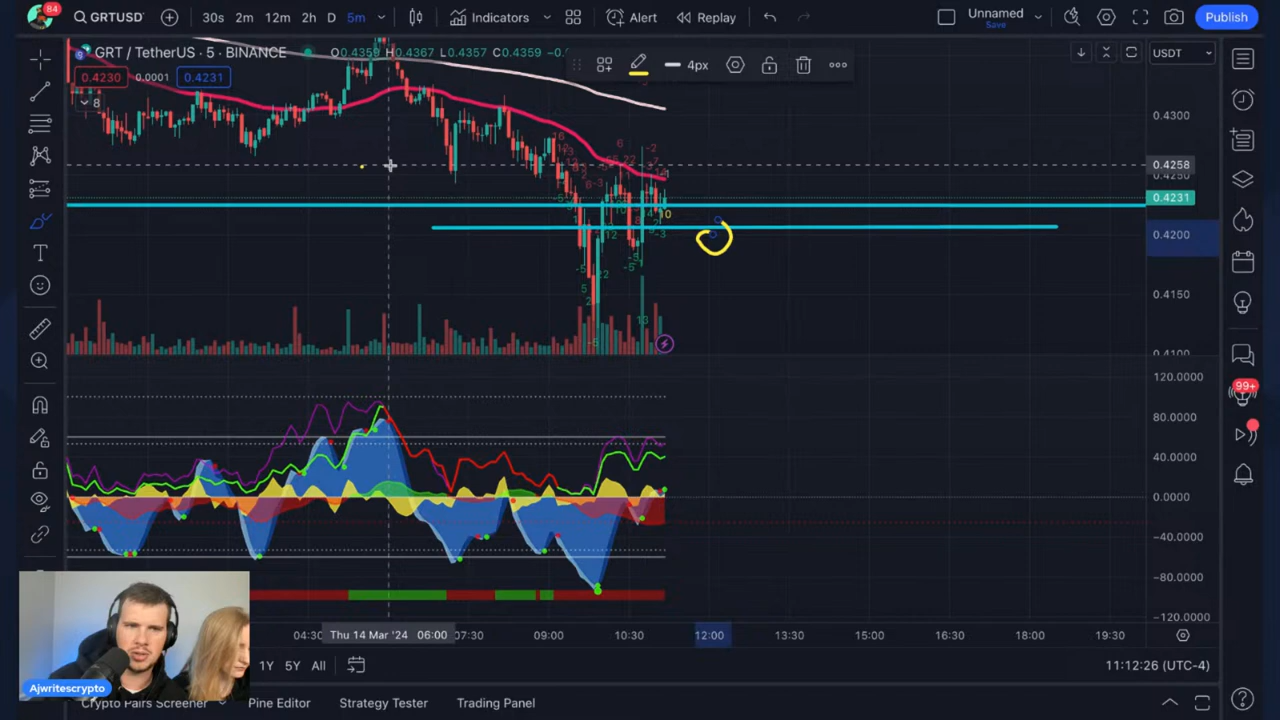 84
GRTUSD
30s 2m 12m 2h D 5m
Indicators
Alert
Replay
Unnamed
Save
Publish
GRT / TetherUS · 5 · BINANCE
O0.4359 H0.4367 L0.4357 C0.4359
4px
USDT
0.4230 0.0001 0.4231
8
0.4300
0.4258
0.4231
0.4200
0.4150
0.4100
120.0000
80.0000
40.0000
0.0000
-40.0000
-80.0000
-120.0000
99+
04:30 Thu 14 Mar '24 06:00 07:30 09:00 10:30 12:00 13:30 15:00 16:30 18:00 19:30
1Y 5Y All
11:12:26 (UTC-4)
Ajwritescrypto
Crypto Pairs Screener Pine Editor Strategy Tester Trading Panel